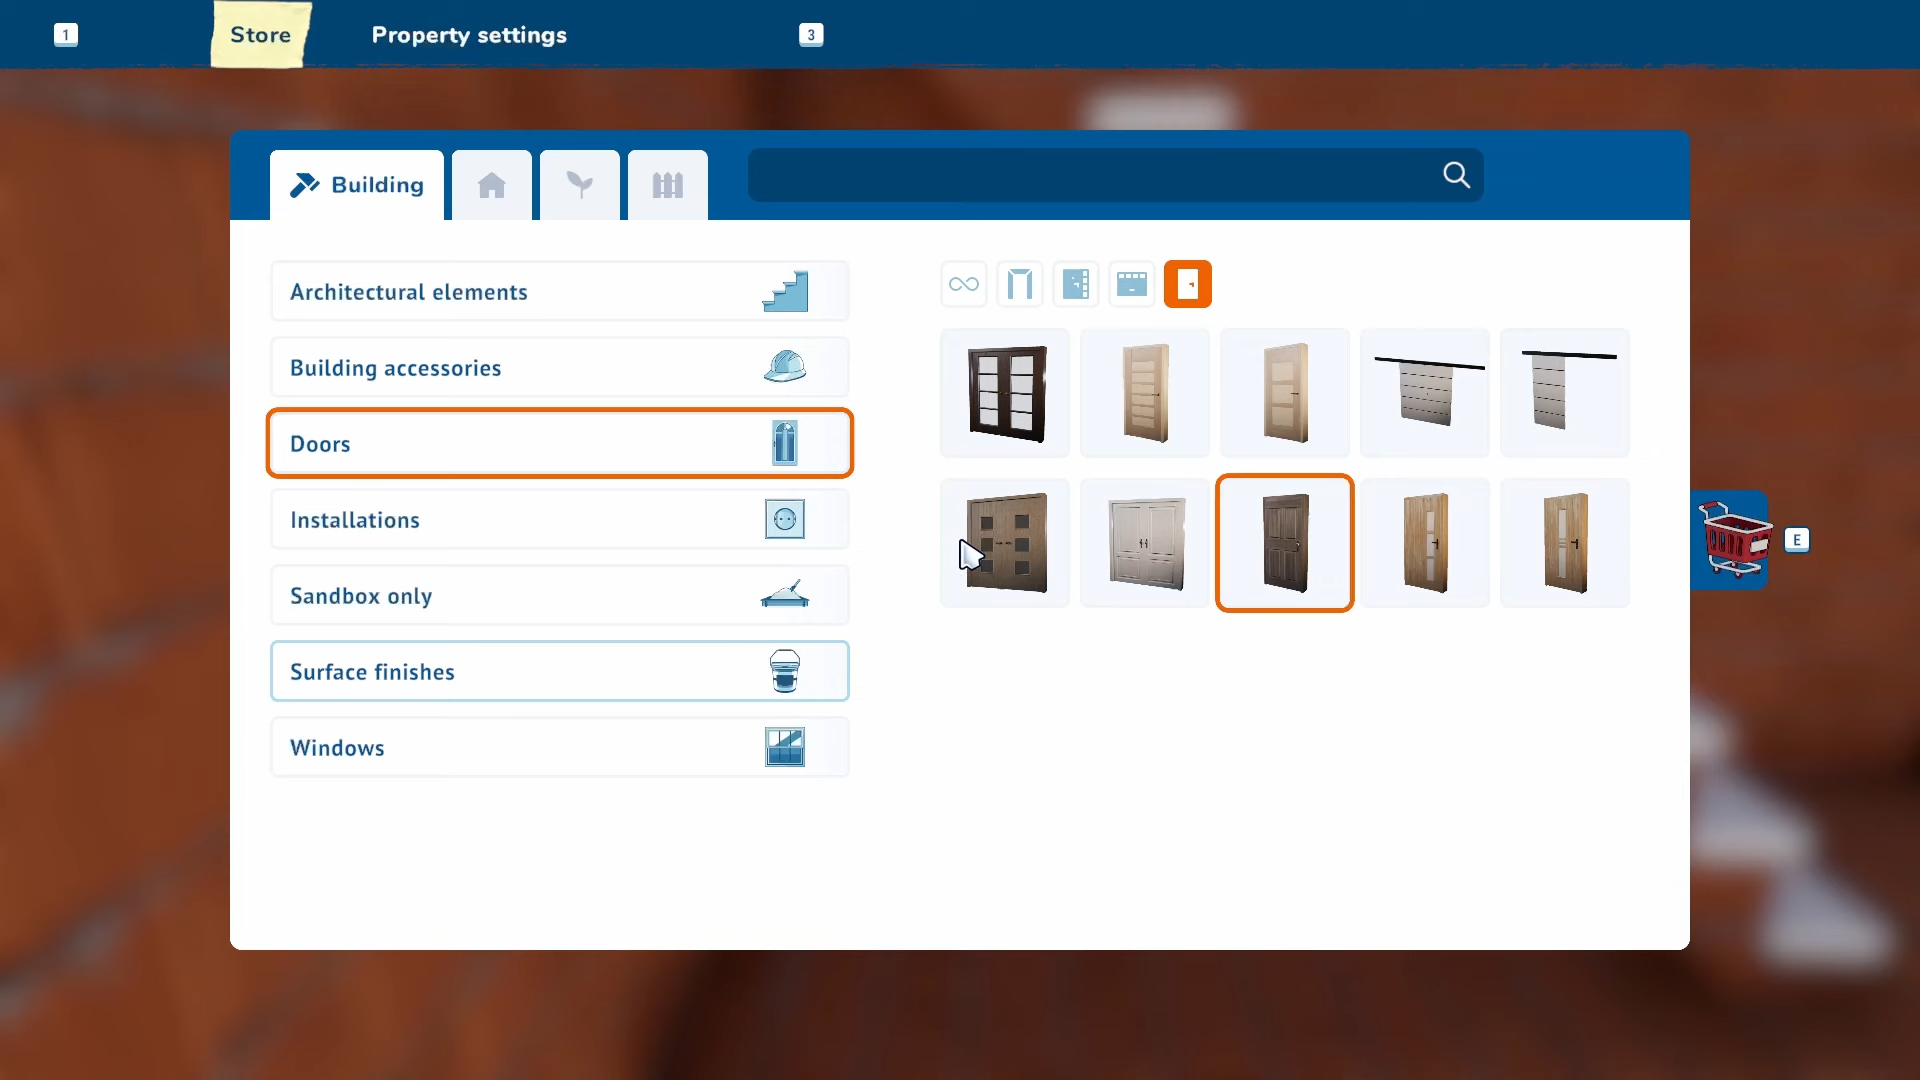 1
Store
Property settings
3
Building
Architectural elements
Building accessories
Doors
Installations
Sandbox only
Surface finishes
Windows
E